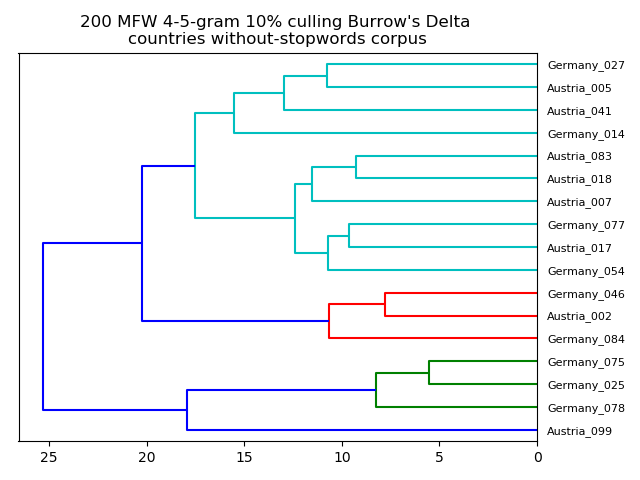 200 MFW 4-5-gram 10% culling Burrow's Delta
countries without-stopwords corpus
Germany_027
Austria_005
Austria_041
Germany_014
Austria_083
Austria_018
Austria_007
Germany_077
Austria_017
Germany_054
Germany_046
Austria_002
Germany_084
Germany_075
Germany_025
Germany_078
Austria_099
25 20 15 10 5 0